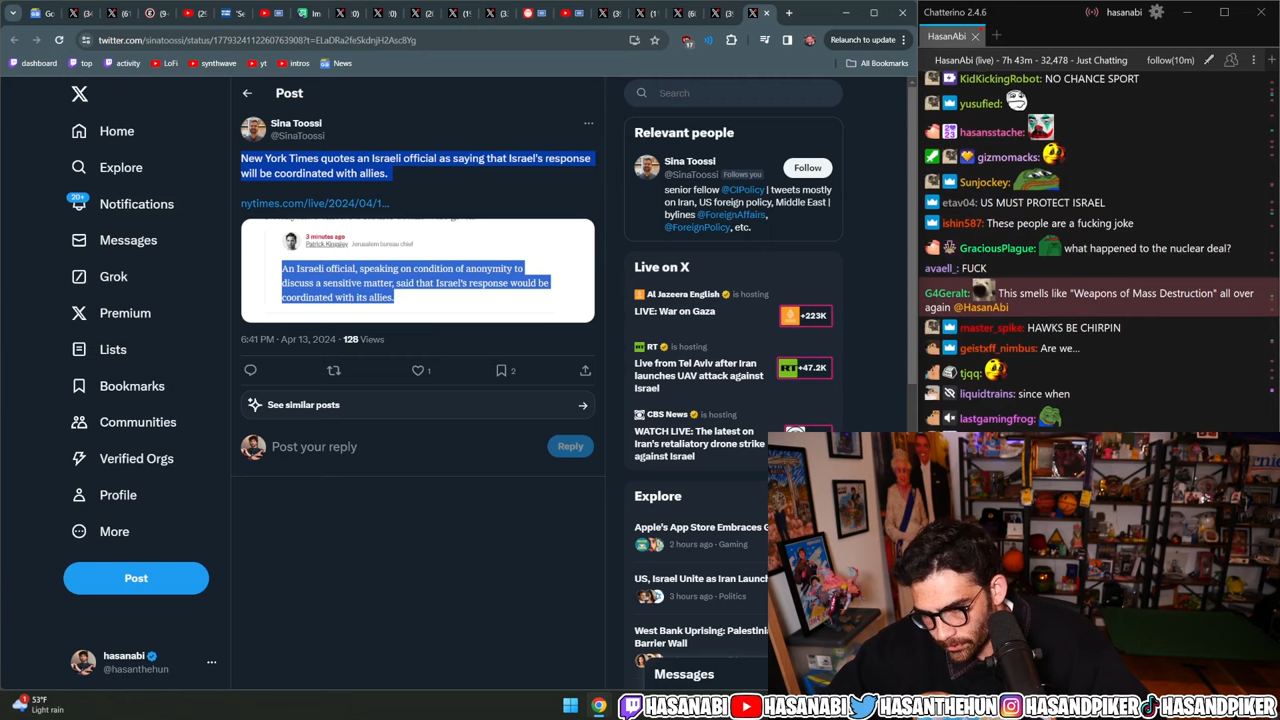 Chatterino 2.4.6
hasanabi
HasanAbi
twitter.com/sinatoossi/status/1779324112260763908?t=ELaDRa2feSkdnjH2Asc8Yg
Relaunch to update
dashboard
top
activity
LoFi
synthwave
yt
intros
News
All Bookmarks
HasanAbi (live) - 7h 43m - 32,478 - Just Chatting
follow(10m)
Home
Explore
20+
Notifications
Messages
Grok
Premium
Lists
Bookmarks
Communities
Verified Orgs
Profile
More
Post
hasanabi
@hasanthehun
Post
Sina Toossi
@SinaToossi
New York Times quotes an Israeli official as saying that Israel's response
will be coordinated with allies.
nytimes.com/live/2024/04/1...
3 minutes ago
Patrick Kingsley
Jerusalem bureau chief
An Israeli official, speaking on condition of anonymity to
discuss a sensitive matter, said that Israel's response would be
coordinated with its allies.
6:41 PM · Apr 13, 2024 · 128 Views
1
2
See similar posts
Post your reply
Reply
Search
Relevant people
Sina Toossi
@SinaToossi Follows you
Follow
senior fellow @CIPolicy | tweets mostly
on Iran, US foreign policy, Middle East |
bylines @ForeignAffairs,
@ForeignPolicy, etc.
Live on X
Al Jazeera English is hosting
LIVE: War on Gaza
+223K
RT is hosting
Live from Tel Aviv after Iran
launches UAV attack against
Israel
RT
+47.2K
CBS News is hosting
WATCH LIVE: The latest on
Iran's retaliatory drone strike
against Israel
Explore
Apple's App Store Embraces G
2 hours ago · Gaming
US, Israel Unite as Iran Launch
3 hours ago · Politics
West Bank Uprising: Palestinia
Barrier Wall
Messages
KidKickingRobot: NO CHANCE SPORT
yusufied:
hasansstache:
gizmomacks:
Sunjockey:
etav04: US MUST PROTECT ISRAEL
ishin587: These people are a fucking joke
GraciousPlague: what happened to the nuclear deal?
avaell_: FUCK
G4Geralt: This smells like "Weapons of Mass Destruction" all over
again @HasanAbi
master_spike: HAWKS BE CHIRPIN
geistxff_nimbus: Are we...
tjqq:
liquidtrains: since when
lastgamingfrog:
53°F
Light rain
HASANABI
HASANABI
HASANTHEHUN
HASANDPIKER
HASANDPIKER